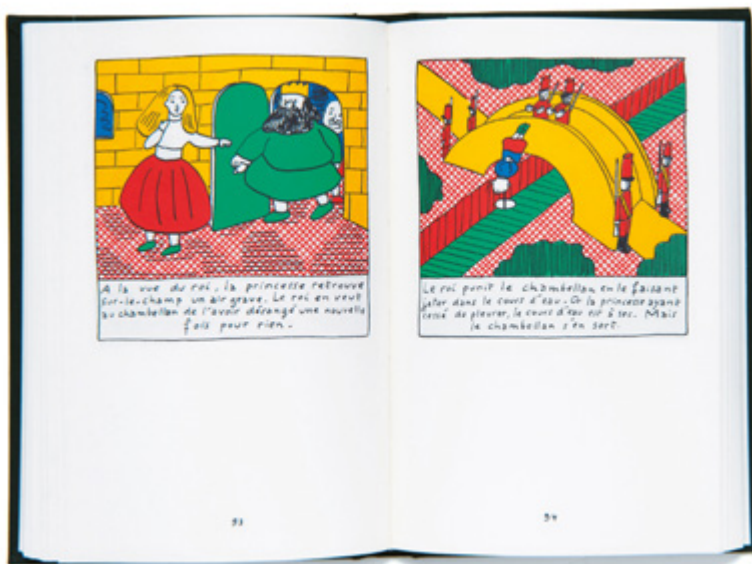 A la vue du roi, la princesse retrouve
sur-le-champ un air grave. Le roi en veut
au chambellan de l'avoir dérangé une nouvelle
fois pour rien.
93
Le roi punit le chambellan en le faisant
jeter dans le cours d'eau. Or la princesse ayant
cessé de pleurer, le cours d'eau est à sec. Mais
le chambellan s'en sort.
94